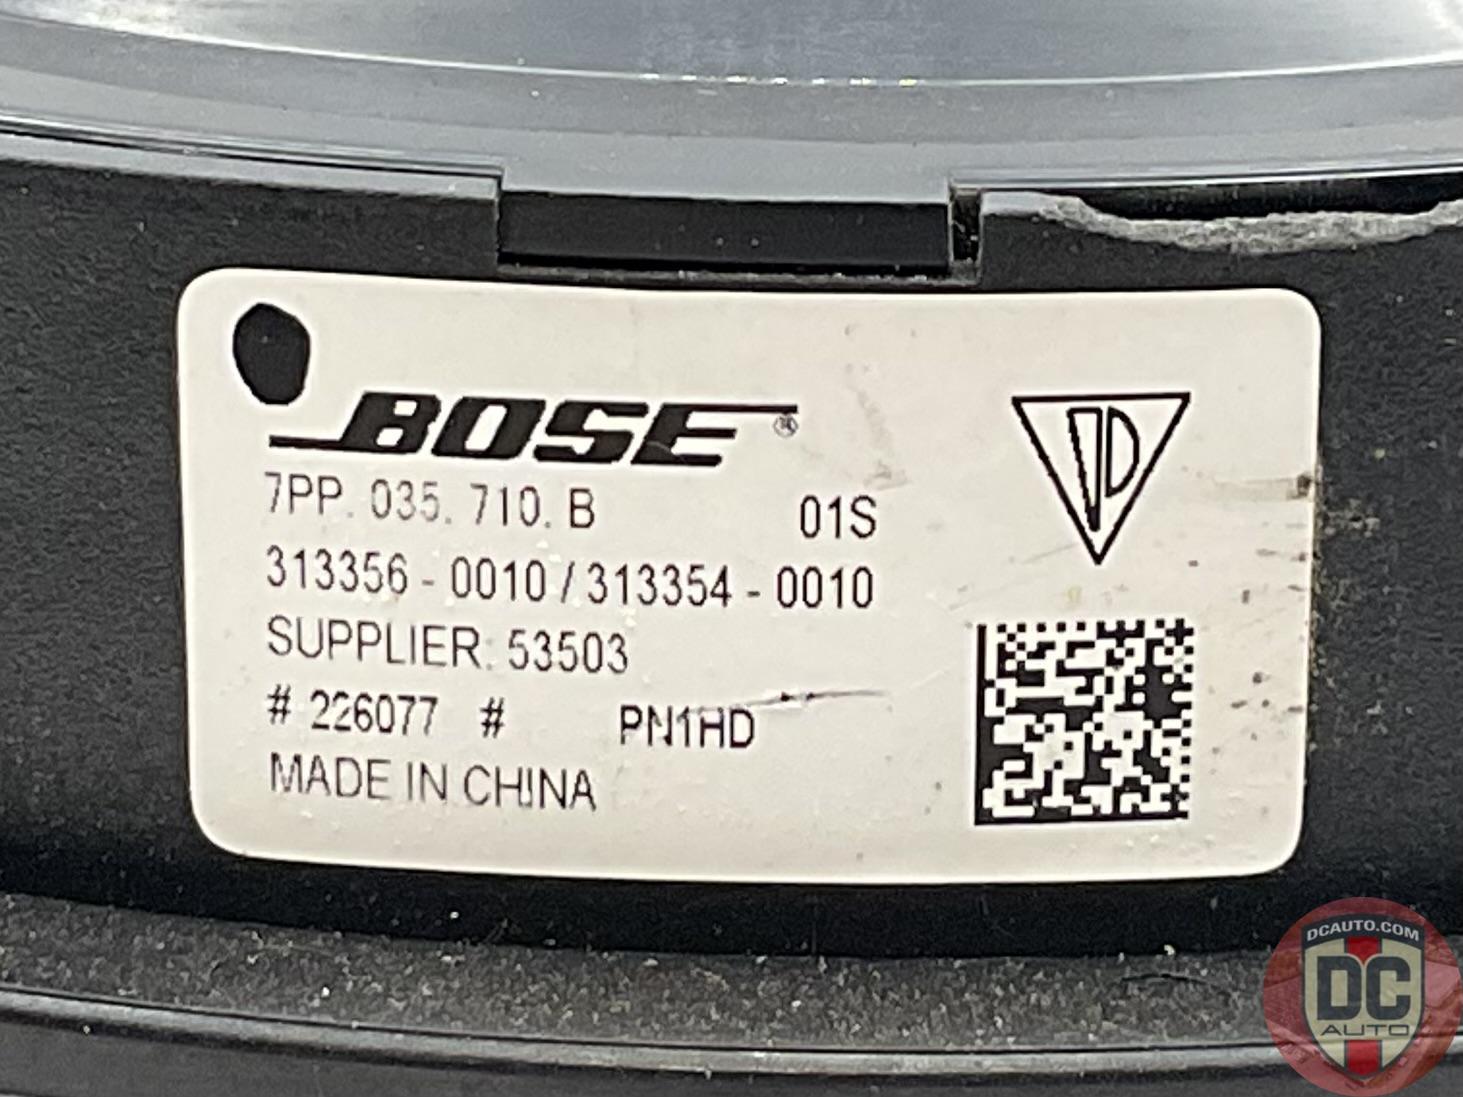 BOSE®
7PP. 035. 710. B 01S
313356 - 0010 / 313354 - 0010
SUPPLIER: 53503
# 226077 # PN1HD
MADE IN CHINA
DCAUTO.COM
DC
AUTO